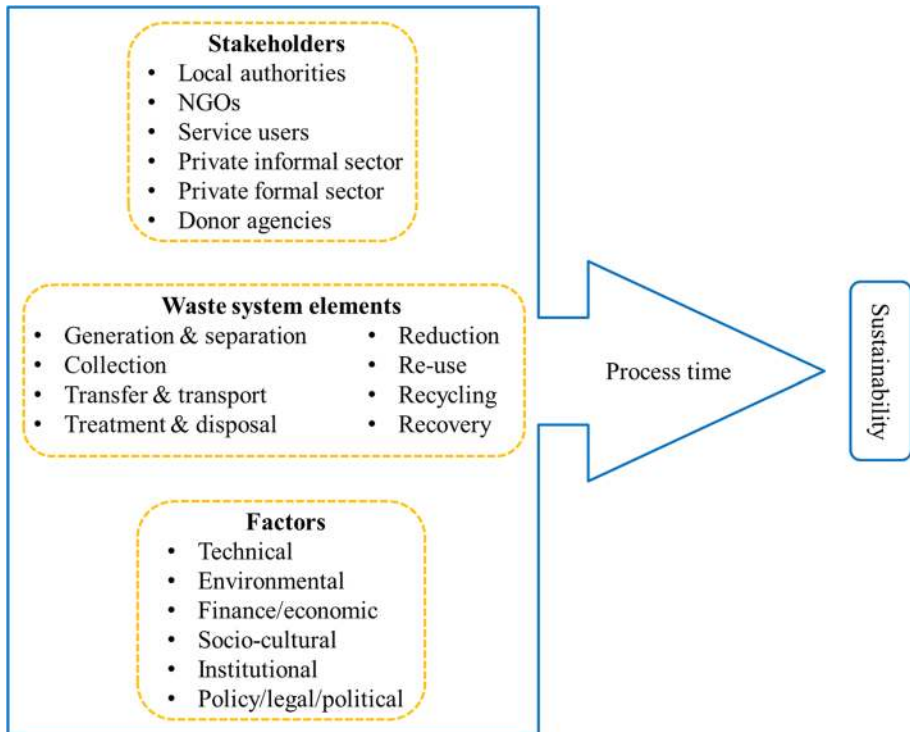 Stakeholders
• Local authorities
• NGOs
• Service users
• Private informal sector
• Private formal sector
• Donor agencies
Waste system elements
• Generation & separation
• Collection
• Transfer & transport
• Treatment & disposal
• Reduction
• Re-use
• Recycling
• Recovery
Factors
• Technical
• Environmental
• Finance/economic
• Socio-cultural
• Institutional
• Policy/legal/political
Process time
Sustainability